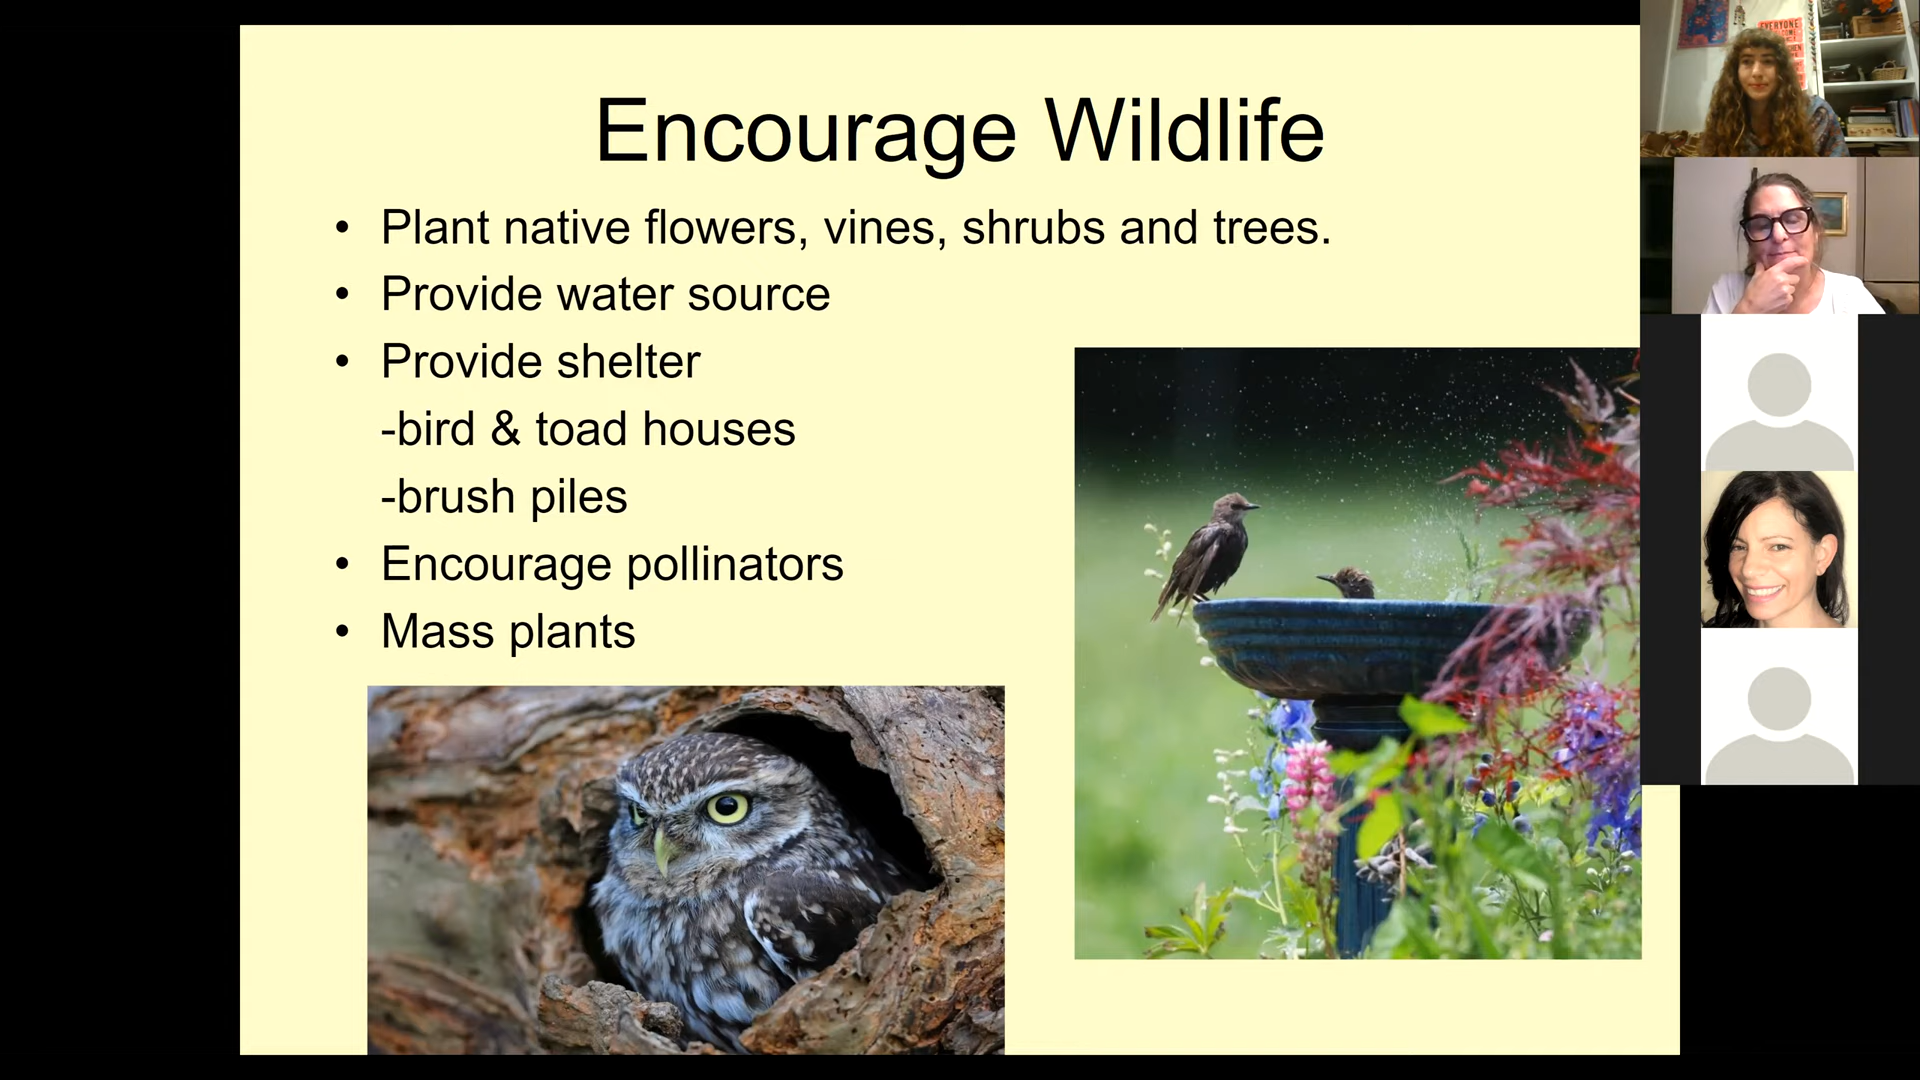 Encourage Wildlife
• Plant native flowers, vines, shrubs and trees.
• Provide water source
• Provide shelter
-bird & toad houses
-brush piles
• Encourage pollinators
• Mass plants
EVERYONE